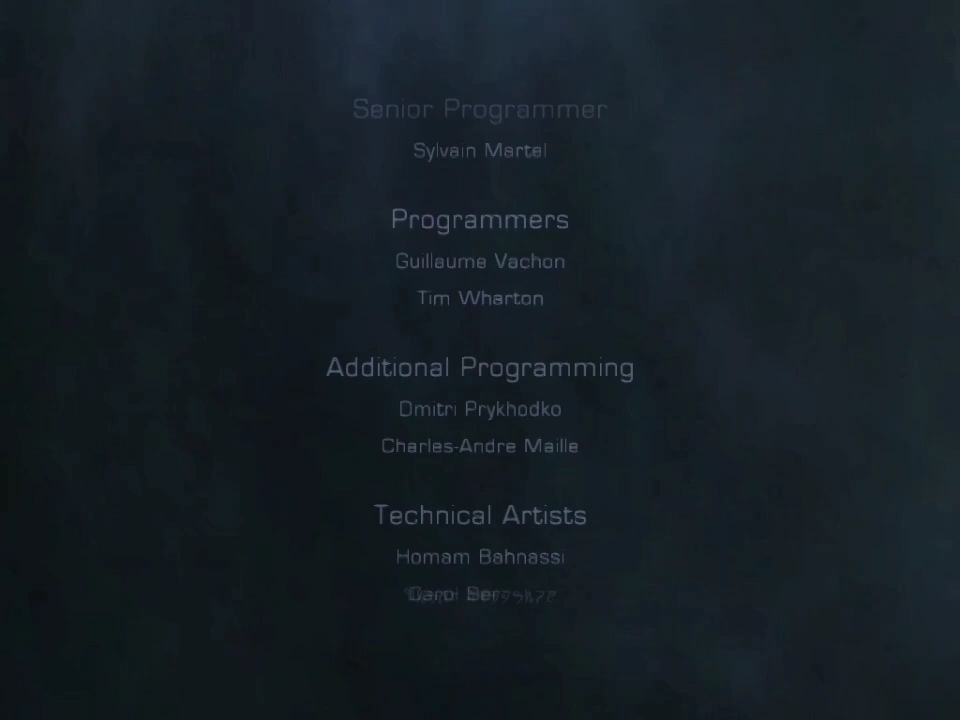 Senior Programmer
Sylvain Martel
Programmers
Guillaume Vachon
Tim Wharton
Additional Programming
Dmitri Prykhodko
Charles-Andre Maille
Technical Artists
Homam Bahnassi
Carol